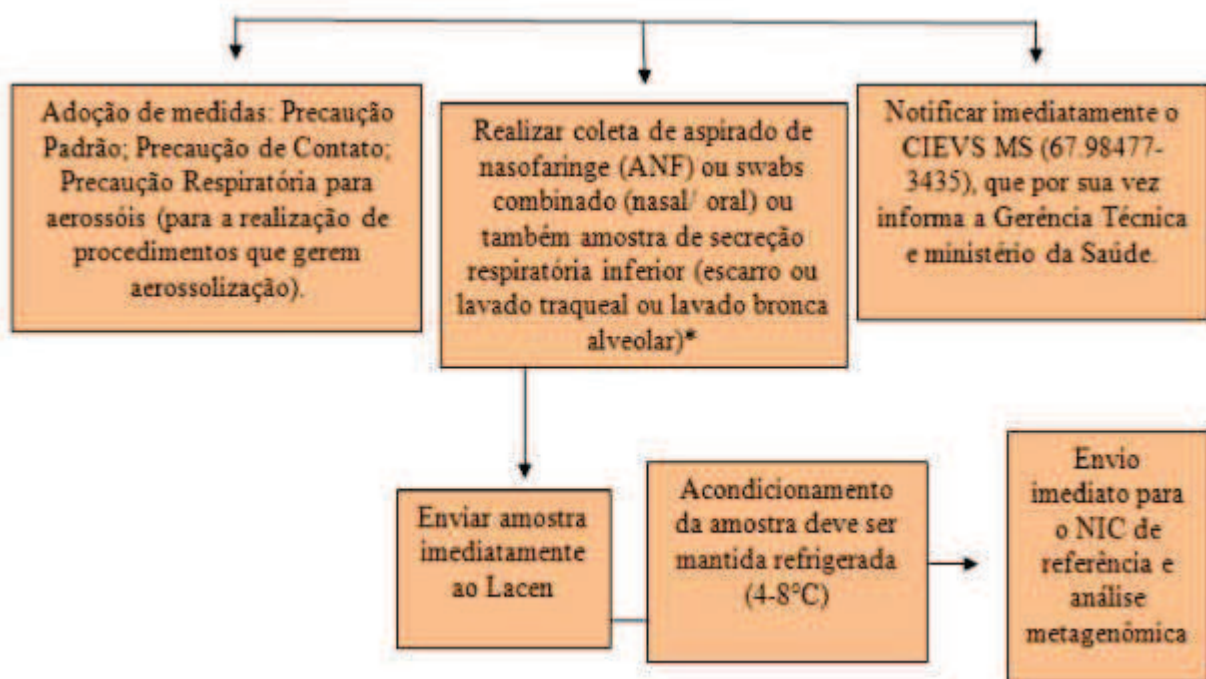 Adoção de medidas: Precaução
Padrão; Precaução de Contato;
Precaução Respiratória para
aerossóis (para a realização de
procedimentos que gerem
aerossolização).
Realizar coleta de aspirado de
nasofaringe (ANF) ou swabs
combinado (nasal/ oral) ou
também amostra de secreção
respiratória inferior (escarro ou
lavado traqueal ou lavado bronca
alveolar)*
Notificar imediatamente o
CIEVS MS (67.98477-
3435), que por sua vez
informa a Gerência Técnica
e ministério da Saúde.
Enviar amostra
imediatamente
ao Lacen
Acondicionamento
da amostra deve ser
mantida refrigerada
(4-8°C)
Envio
imediato para
o NIC de
referência e
análise
metagenômica